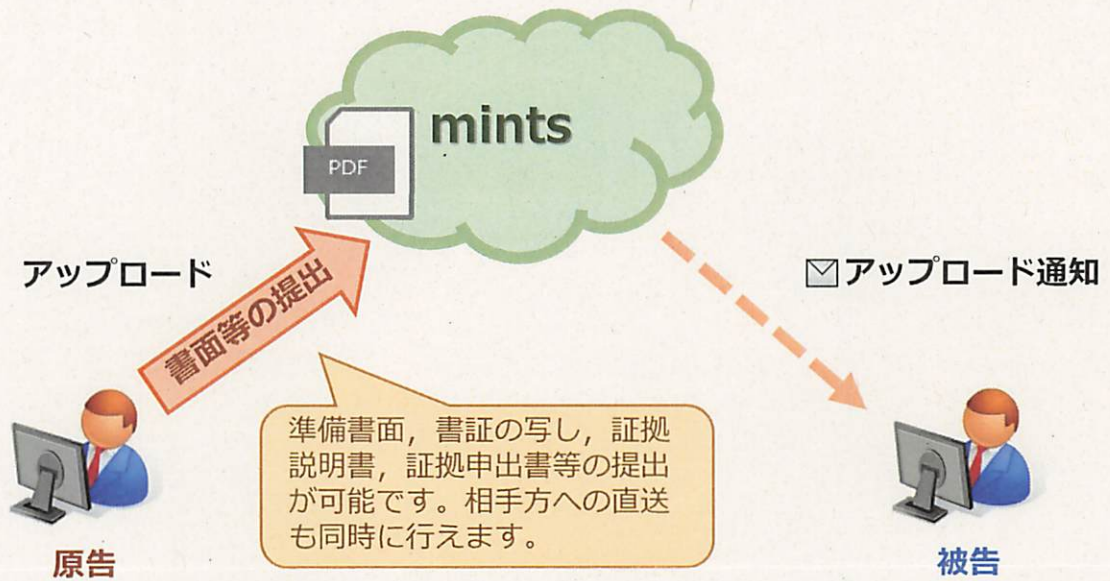 mints
PDF
アップロード
書面等の提出
アップロード通知
準備書面，書証の写し，証拠
説明書，証拠申出書等の提出
が可能です。相手方への直送
も同時に行えます。
原告
被告